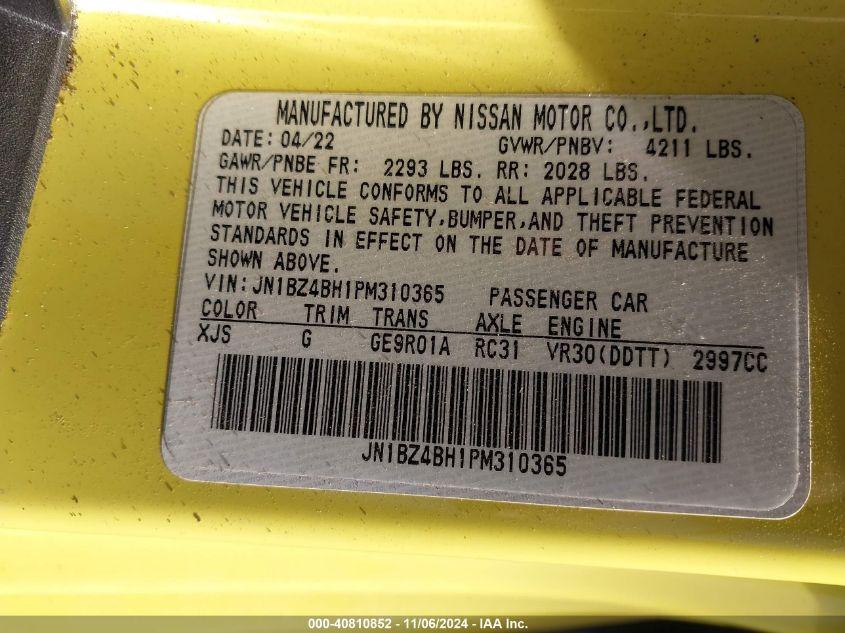 MANUFACTURED BY NISSAN MOTOR CO.,LTD.
DATE: 04/22 GVWR/PNBV: 4211 LBS.
GAWR/PNBE FR: 2293 LBS. RR: 2028 LBS.
THIS VEHICLE CONFORMS TO ALL APPLICABLE FEDERAL
MOTOR VEHICLE SAFETY,BUMPER,AND THEFT PREVENTION
STANDARDS IN EFFECT ON THE DATE OF MANUFACTURE
SHOWN ABOVE.
VIN:JN1BZ4BH1PM310365 PASSENGER CAR
COLOR TRIM TRANS AXLE ENGINE
XJS G GE9R01A RC31 VR30(DDTT) 2997CC
JN1BZ4BH1PM310365
000-40810852 - 11/06/2024 - IAA Inc.